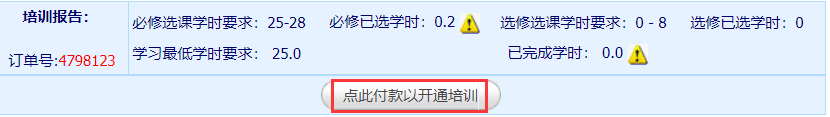 培训报告：
订单号:4798123
必修选课学时要求：25-28 必修已选学时：0.2 选修选课学时要求：0 - 8 选修已选学时：0
学习最低学时要求： 25.0 已完成学时： 0.0
点此付款以开通培训